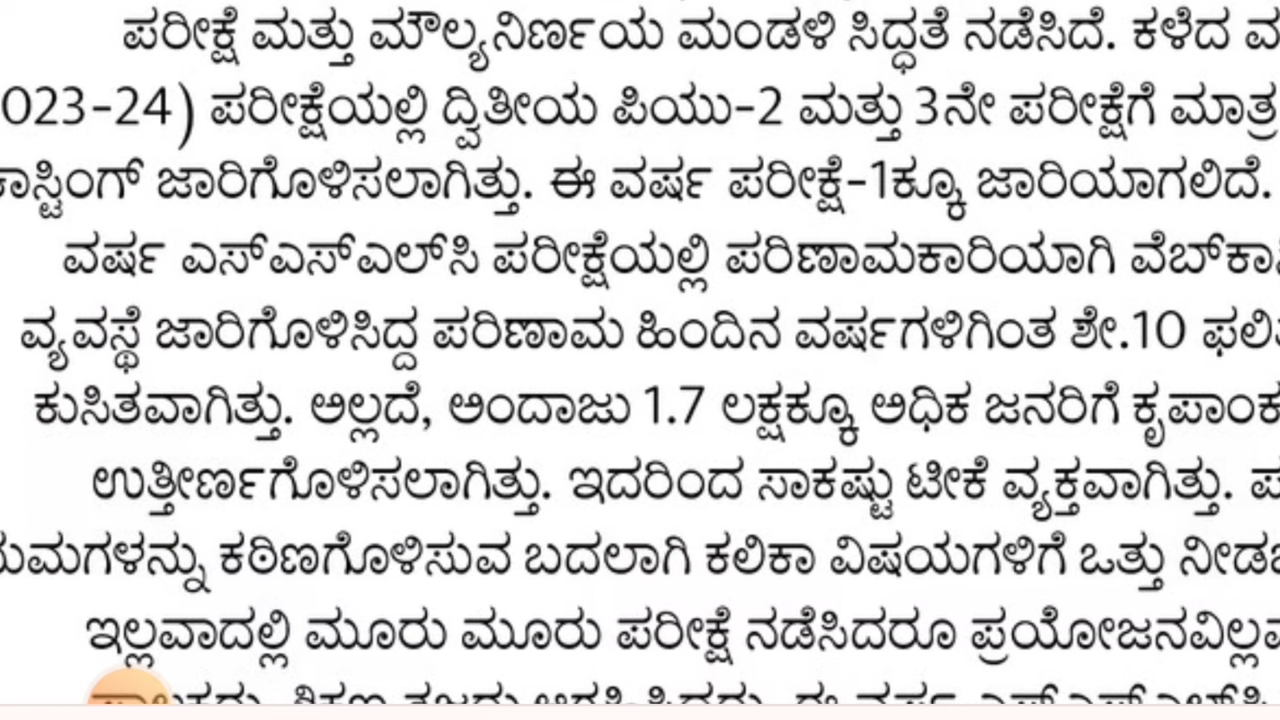 ಪರೀಕ್ಷೆ ಮತ್ತು ಮೌಲ್ಯನಿರ್ಣಯ ಮಂಡಳಿ ಸಿದ್ಧತೆ ನಡೆಸಿದೆ. ಕಳೆದ
023-24) ಪರೀಕ್ಷೆಯಲ್ಲಿ ದ್ವಿತೀಯ ಪಿಯು-2 ಮತ್ತು 3ನೇ ಪರೀಕ್ಷೆಗೆ ಮಾತ್ರ
ಕಾಸ್ಟಿಂಗ್ ಜಾರಿಗೊಳಿಸಲಾಗಿತ್ತು. ಈ ವರ್ಷ ಪರೀಕ್ಷೆ-1ಕ್ಕೂ ಜಾರಿಯಾಗಲಿದೆ.
ವರ್ಷ ಎಸ್‌ಎಸ್‌ಎಲ್‌ಸಿ ಪರೀಕ್ಷೆಯಲ್ಲಿ ಪರಿಣಾಮಕಾರಿಯಾಗಿ ವೆಬ್‌ಕಾ
ವ್ಯವಸ್ಥೆ ಜಾರಿಗೊಳಿಸಿದ್ದ ಪರಿಣಾಮ ಹಿಂದಿನ ವರ್ಷಗಳಿಗಿಂತ ಶೇ.10 ಫಲಿ
ಕುಸಿತವಾಗಿತ್ತು. ಅಲ್ಲದೆ, ಅಂದಾಜು 1.7 ಲಕ್ಷಕ್ಕೂ ಅಧಿಕ ಜನರಿಗೆ ಕೃಪಾಂಕ
ಉತ್ತೀರ್ಣಗೊಳಿಸಲಾಗಿತ್ತು. ಇದರಿಂದ ಸಾಕಷ್ಟು ಟೀಕೆ ವ್ಯಕ್ತವಾಗಿತ್ತು.
ಯಮಗಳನ್ನು ಕಠಿಣಗೊಳಿಸುವ ಬದಲಾಗಿ ಕಲಿಕಾ ವಿಷಯಗಳಿಗೆ ಒತ್ತು ನೀಡ
ಇಲ್ಲವಾದಲ್ಲಿ ಮೂರು ಮೂರು ಪರೀಕ್ಷೆ ನಡೆಸಿದರೂ ಪ್ರಯೋಜನವಿಲ್ಲ